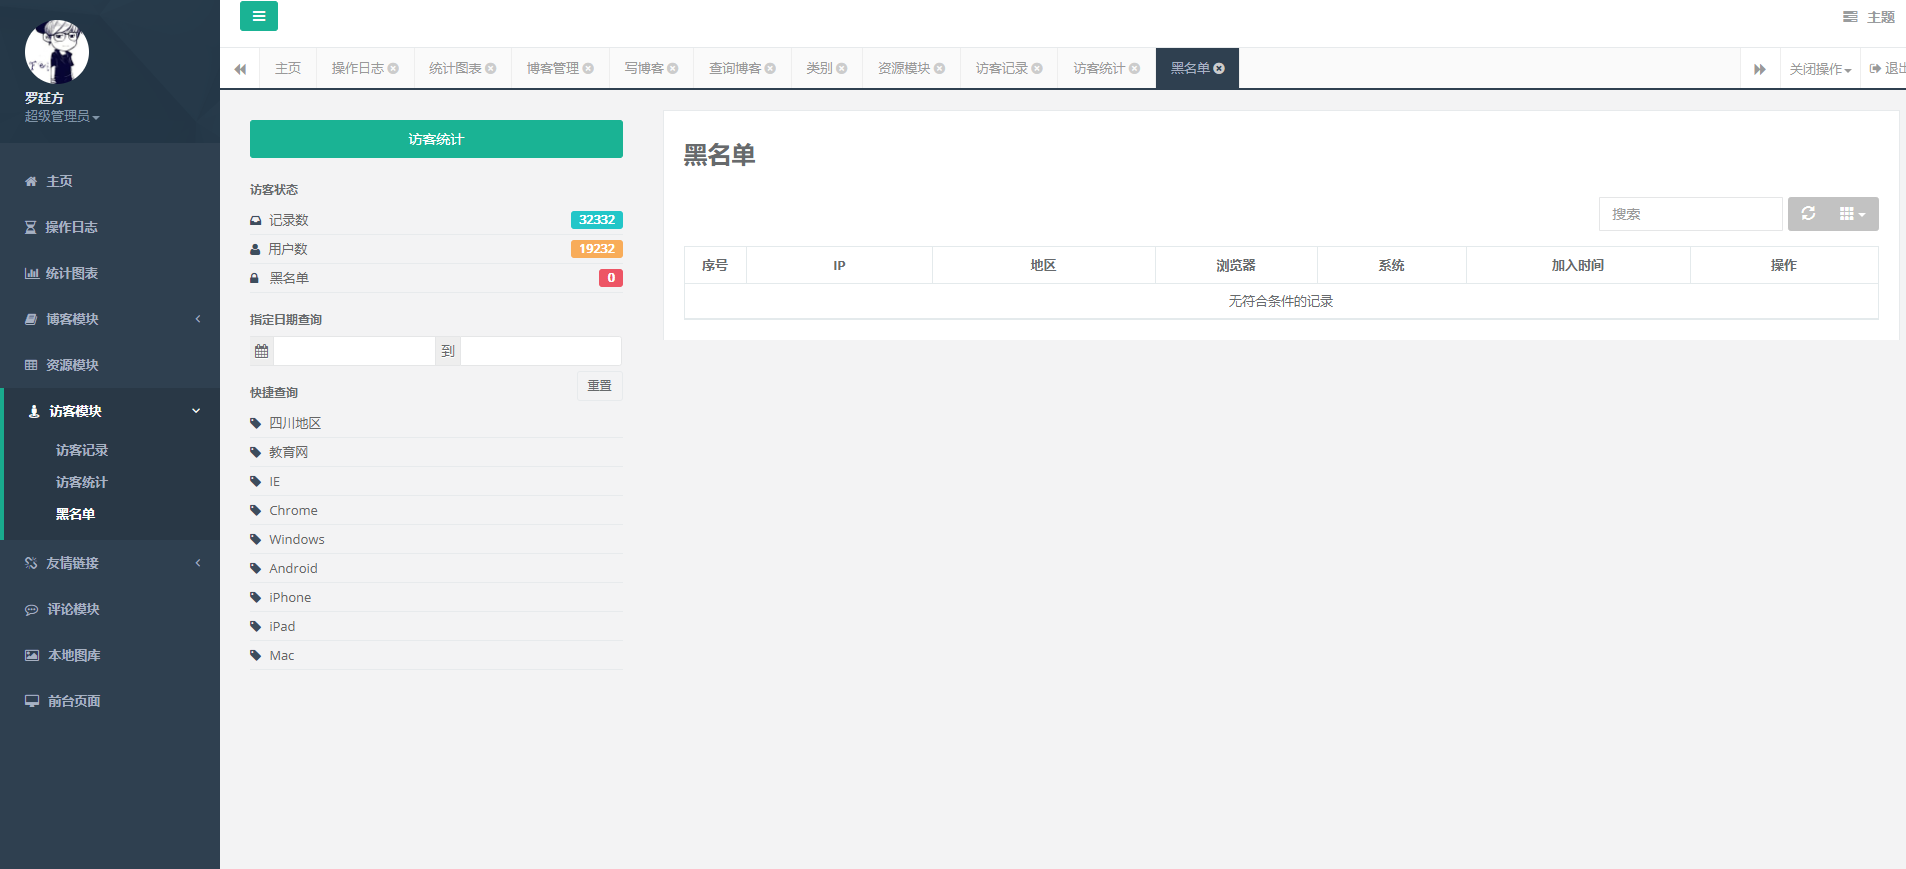 罗廷方
超级管理员
主页
操作日志
统计图表
博客模块
资源模块
访客模块
访客记录
访客统计
黑名单
友情链接
评论模块
本地图库
前台页面
主题
主页 操作日志 统计图表 博客管理 写博客 查询博客 类别 资源模块 访客记录 访客统计 黑名单 关闭操作 退出
访客统计
访客状态
记录数 32332
用户数 19232
黑名单 0
指定日期查询
到
重置
快捷查询
四川地区
教育网
IE
Chrome
Windows
Android
iPhone
iPad
Mac
黑名单
搜索
序号 IP 地区 浏览器 系统 加入时间 操作
无符合条件的记录